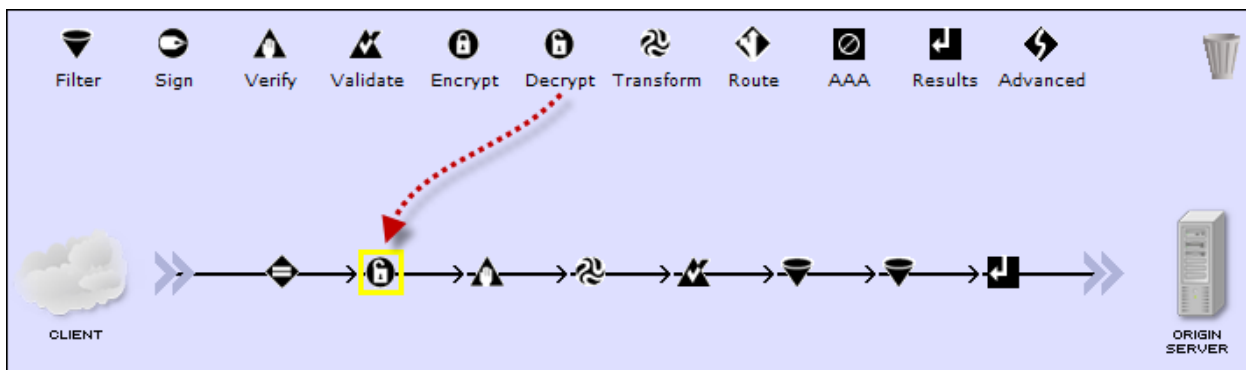 Filter Sign Verify Validate Encrypt Decrypt Transform Route AAA Results Advanced
CLIENT
ORIGIN
SERVER